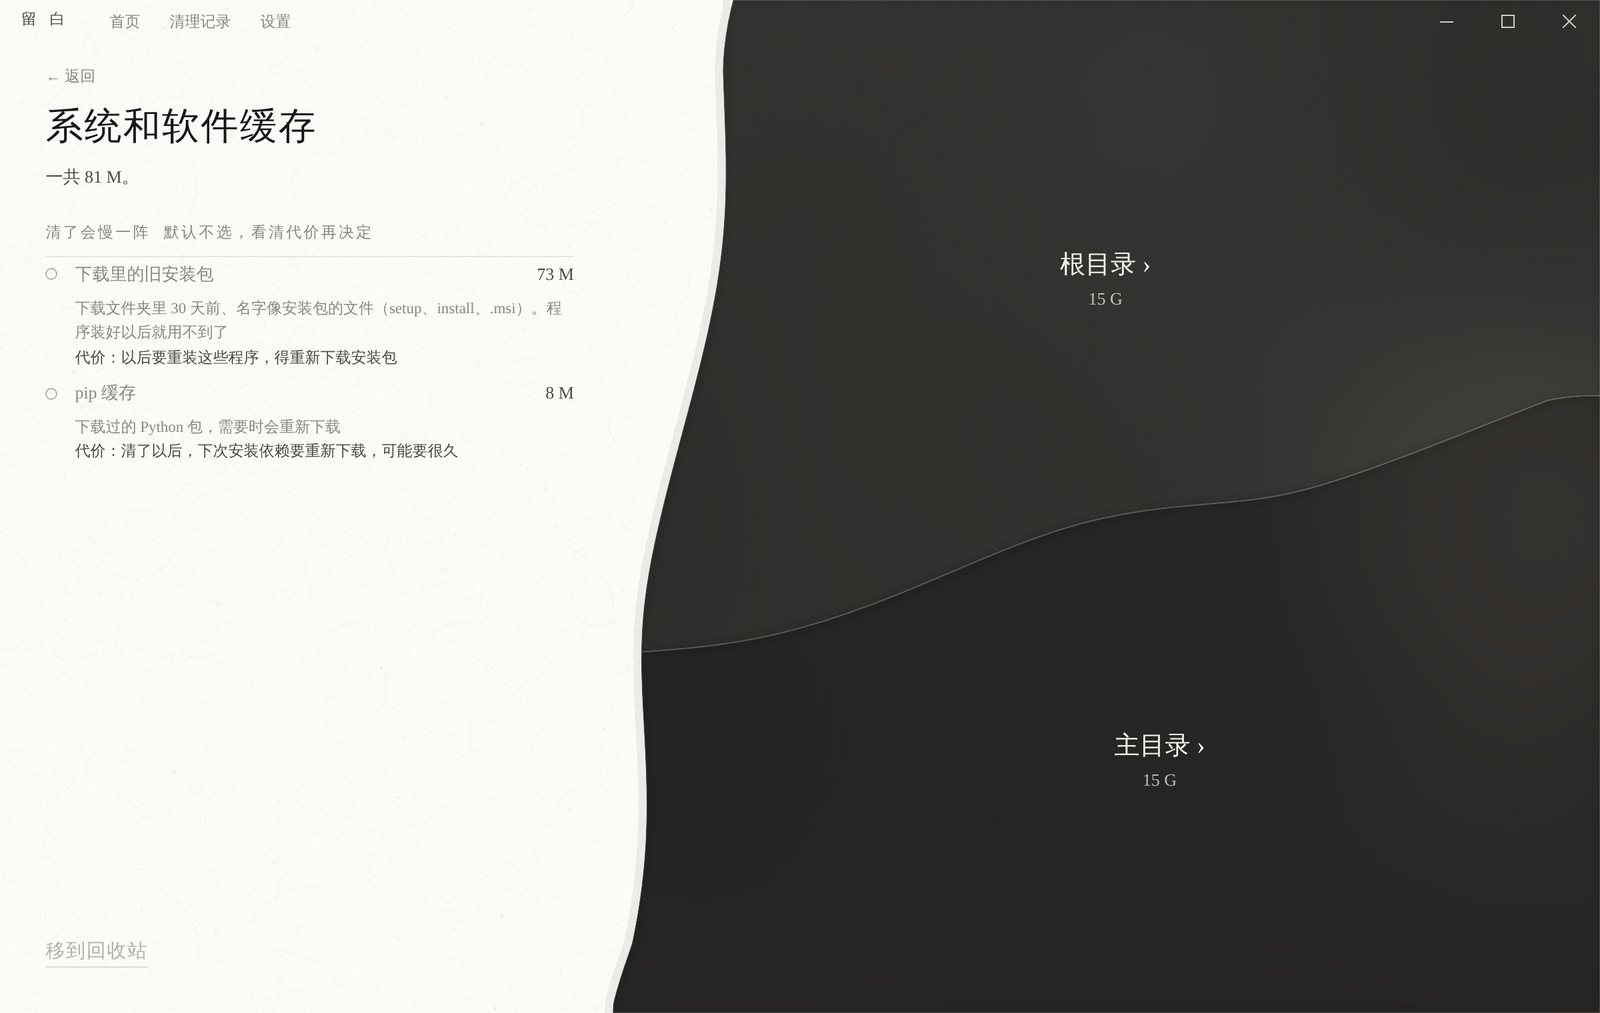 留 白
首页 清理记录 设置
← 返回
系统和软件缓存
一共 81 M。
清了会慢一阵 默认不选，看清代价再决定
下载里的旧安装包 73 M
下载文件夹里 30 天前、名字像安装包的文件（setup、install、.msi）。程
序装好以后就用不到了
代价：以后要重装这些程序，得重新下载安装包
pip 缓存 8 M
下载过的 Python 包，需要时会重新下载
代价：清了以后，下次安装依赖要重新下载，可能要很久
移到回收站
根目录 ›
15 G
主目录 ›
15 G